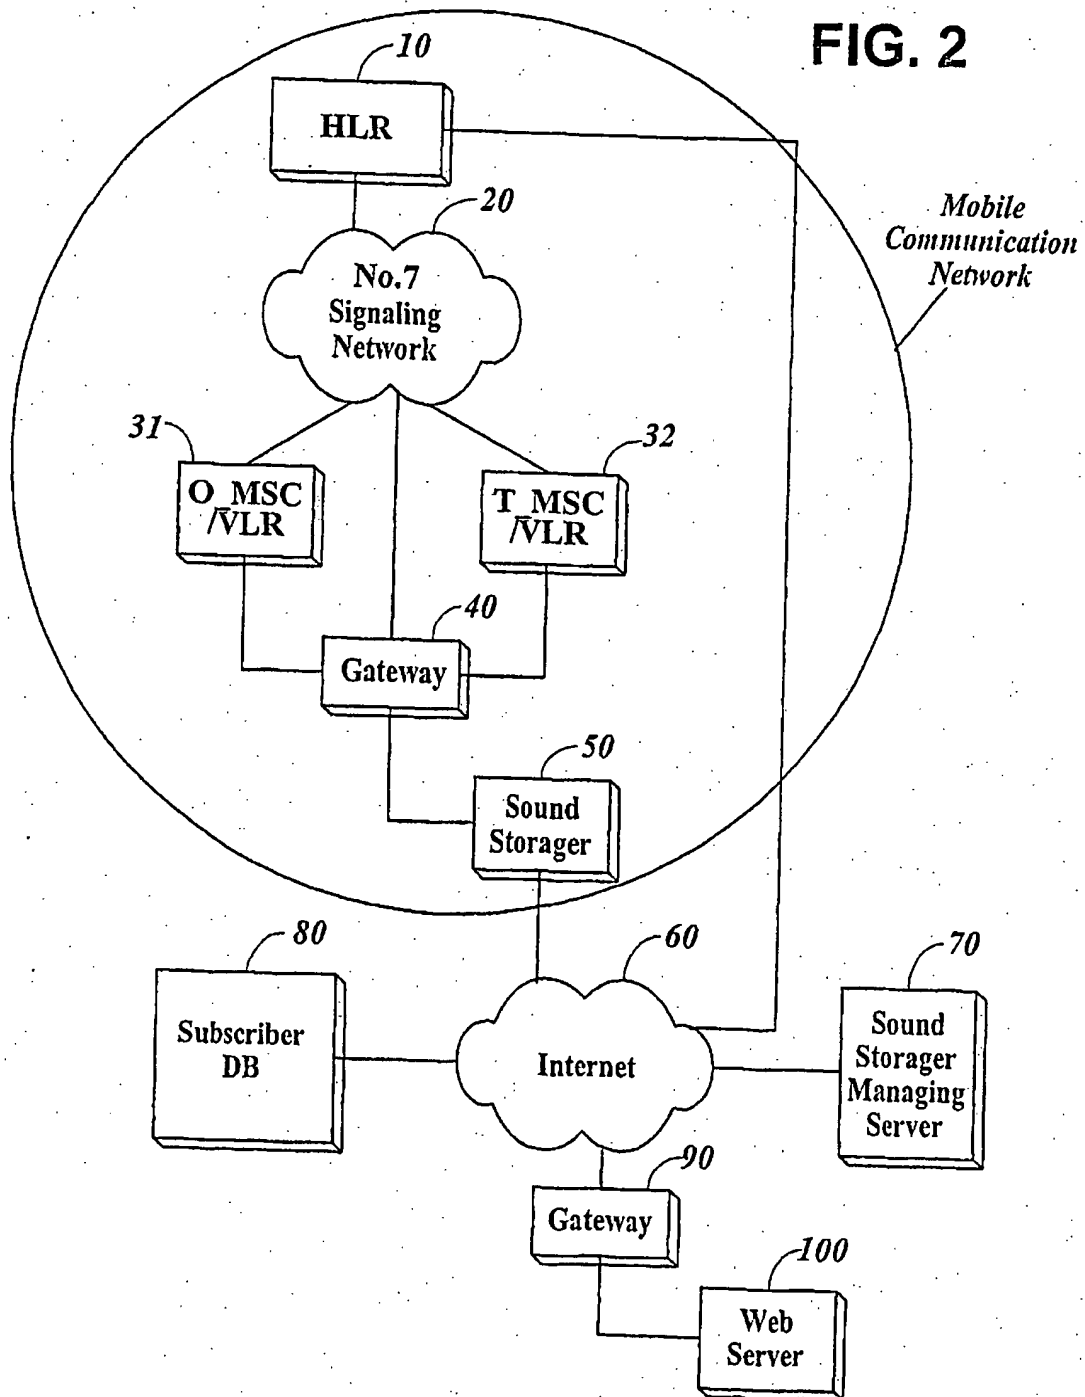 FIG. 2
10
HLR
20
No.7
Signaling
Network
Mobile
Communication
Network
31
O_MSC
/VLR
32
T_MSC
/VLR
40
Gateway
50
Sound
Storager
80
Subscriber
DB
60
Internet
70
Sound
Storager
Managing
Server
90
Gateway
100
Web
Server